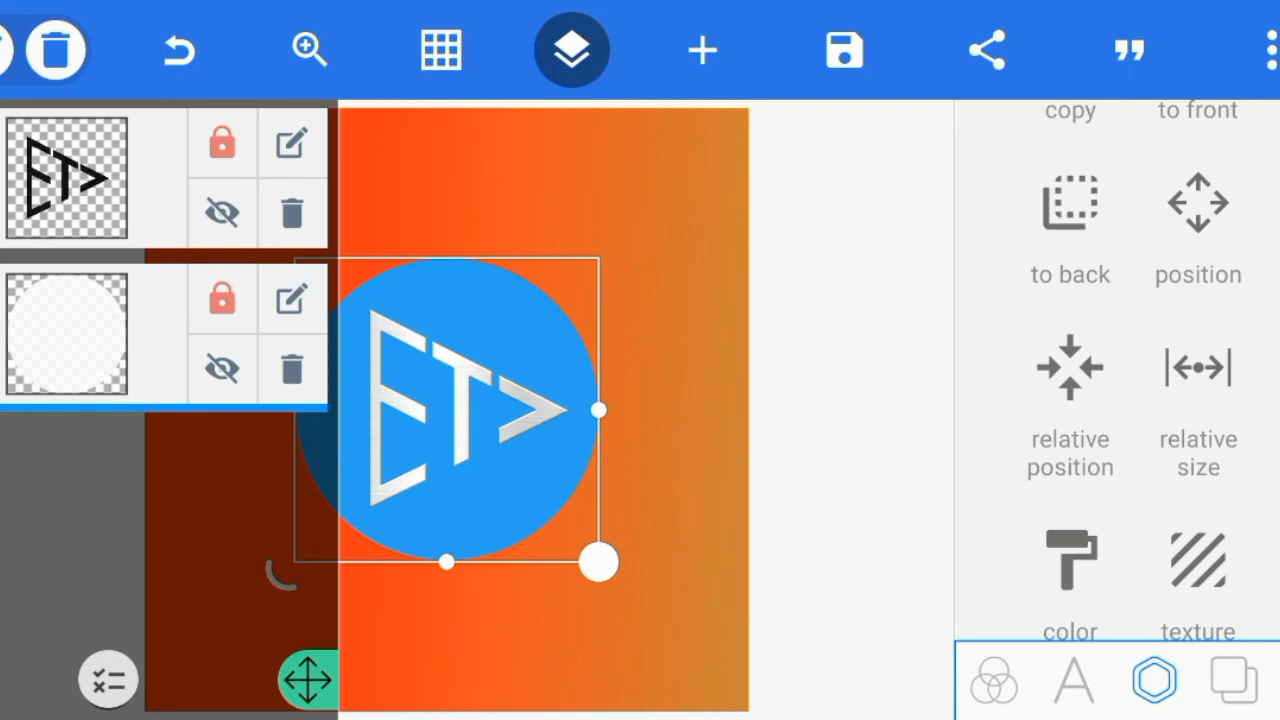 copy
to front
to back
position
relative position
relative size
color
texture
ET